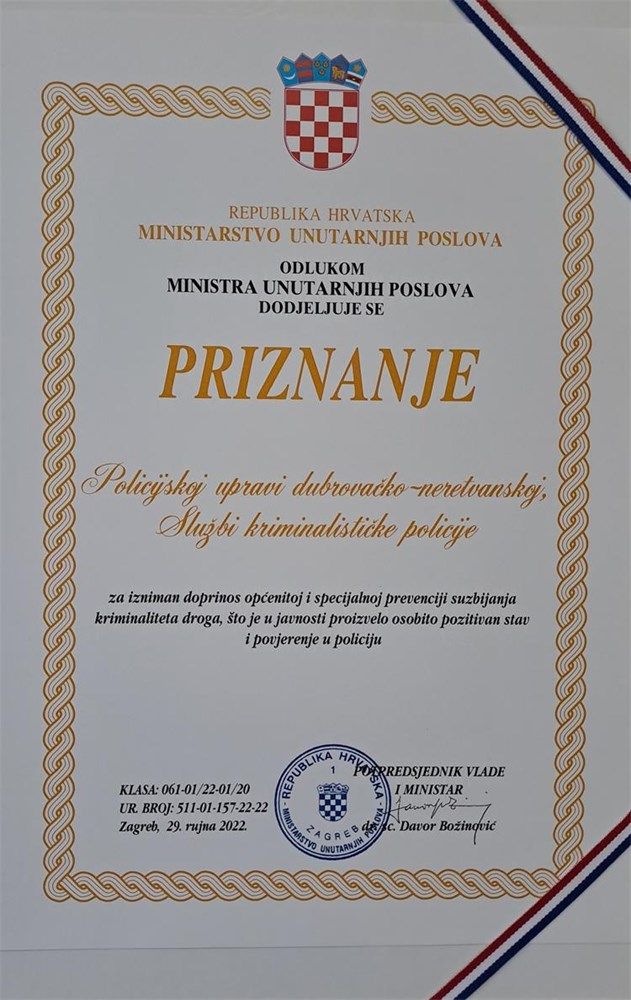 REPUBLIKA HRVATSKA
MINISTARSTVO UNUTARNJIH POSLOVA
ODLUKOM
MINISTRA UNUTARNJIH POSLOVA
DODJELJUJE SE
PRIZNANJE
Policijskoj upravi dubrovačko-neretvanskoj,
Službi kriminalističke policije
za izniman doprinos općenitoj i specijalnoj prevenciji suzbijanja
kriminaliteta droga, što je u javnosti proizvelo osobito pozitivan stav
i povjerenje u policiju
KLASA: 061-01/22-01/20
UR. BROJ: 511-01-157-22-22
Zagreb, 29. rujna 2022.
REPUBLIKA HRVATSKA
1
ZAGREB
MINISTARSTVO UNUTARNJIH POSLOVA
POTPREDSJEDNIK VLADE
I MINISTAR
dr. sc. Davor Božinović